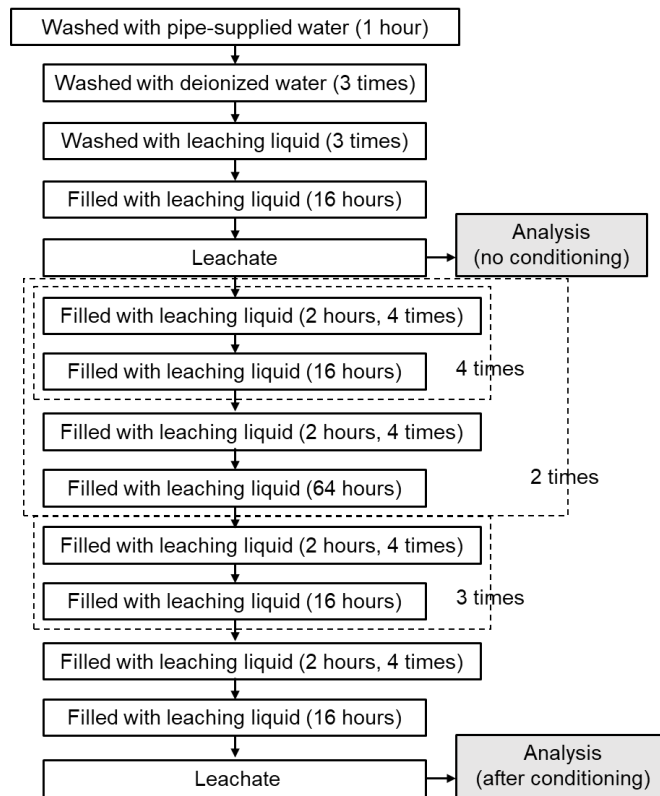 Washed with pipe-supplied water (1 hour)
Washed with deionized water (3 times)
Washed with leaching liquid (3 times)
Filled with leaching liquid (16 hours)
Leachate
Analysis
(no conditioning)
Filled with leaching liquid (2 hours, 4 times)
Filled with leaching liquid (16 hours)
4 times
Filled with leaching liquid (2 hours, 4 times)
Filled with leaching liquid (64 hours)
2 times
Filled with leaching liquid (2 hours, 4 times)
Filled with leaching liquid (16 hours)
3 times
Filled with leaching liquid (2 hours, 4 times)
Filled with leaching liquid (16 hours)
Leachate
Analysis
(after conditioning)